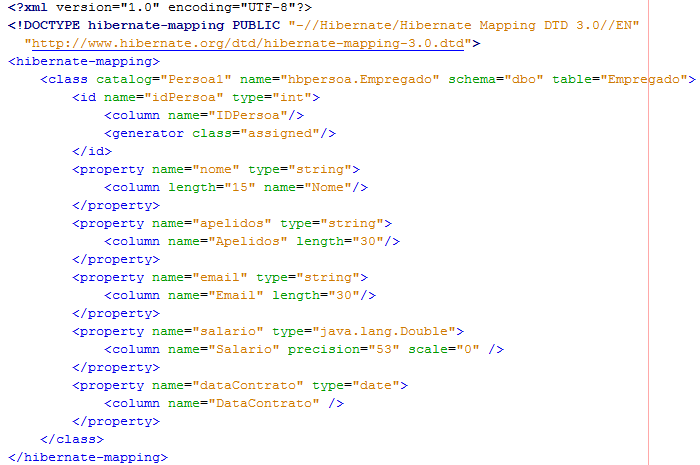 <?xml version="1.0" encoding="UTF-8"?>
<!DOCTYPE hibernate-mapping PUBLIC "-//Hibernate/Hibernate Mapping DTD 3.0//EN"
  "http://www.hibernate.org/dtd/hibernate-mapping-3.0.dtd">
<hibernate-mapping>
    <class catalog="Persoa1" name="hbpersoa.Empregado" schema="dbo" table="Empregado">
        <id name="idPersoa" type="int">
            <column name="IDPersoa"/>
            <generator class="assigned"/>
        </id>
        <property name="nome" type="string">
            <column length="15" name="Nome"/>
        </property>
        <property name="apelidos" type="string">
            <column name="Apelidos" length="30"/>
        </property>
        <property name="email" type="string">
            <column name="Email" length="30"/>
        </property>
        <property name="salario" type="java.lang.Double">
            <column name="Salario" precision="53" scale="0" />
        </property>
        <property name="dataContrato" type="date">
            <column name="DataContrato" />
        </property>
    </class>
</hibernate-mapping>